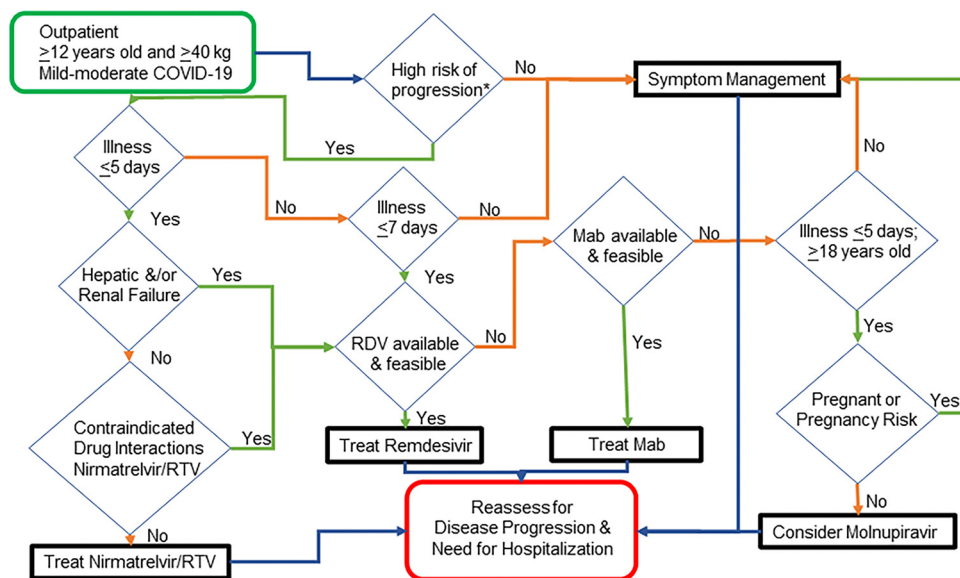 Outpatient
≥12 years old and ≥40 kg
Mild-moderate COVID-19
High risk of
progression*
No
Symptom Management
Yes
Illness
≤5 days
No
Illness
≤7 days
No
Mab available
& feasible
No
Illness ≤5 days;
≥18 years old
No
Yes
Hepatic &/or
Renal Failure
Yes
Yes
RDV available
& feasible
No
Yes
Yes
No
Contraindicated
Drug Interactions
Nirmatrelvir/RTV
Yes
Yes
Pregnant or
Pregnancy Risk
Yes
Treat Remdesivir
Treat Mab
Reassess for
Disease Progression &
Need for Hospitalization
No
No
Treat Nirmatrelvir/RTV
Consider Molnupiravir